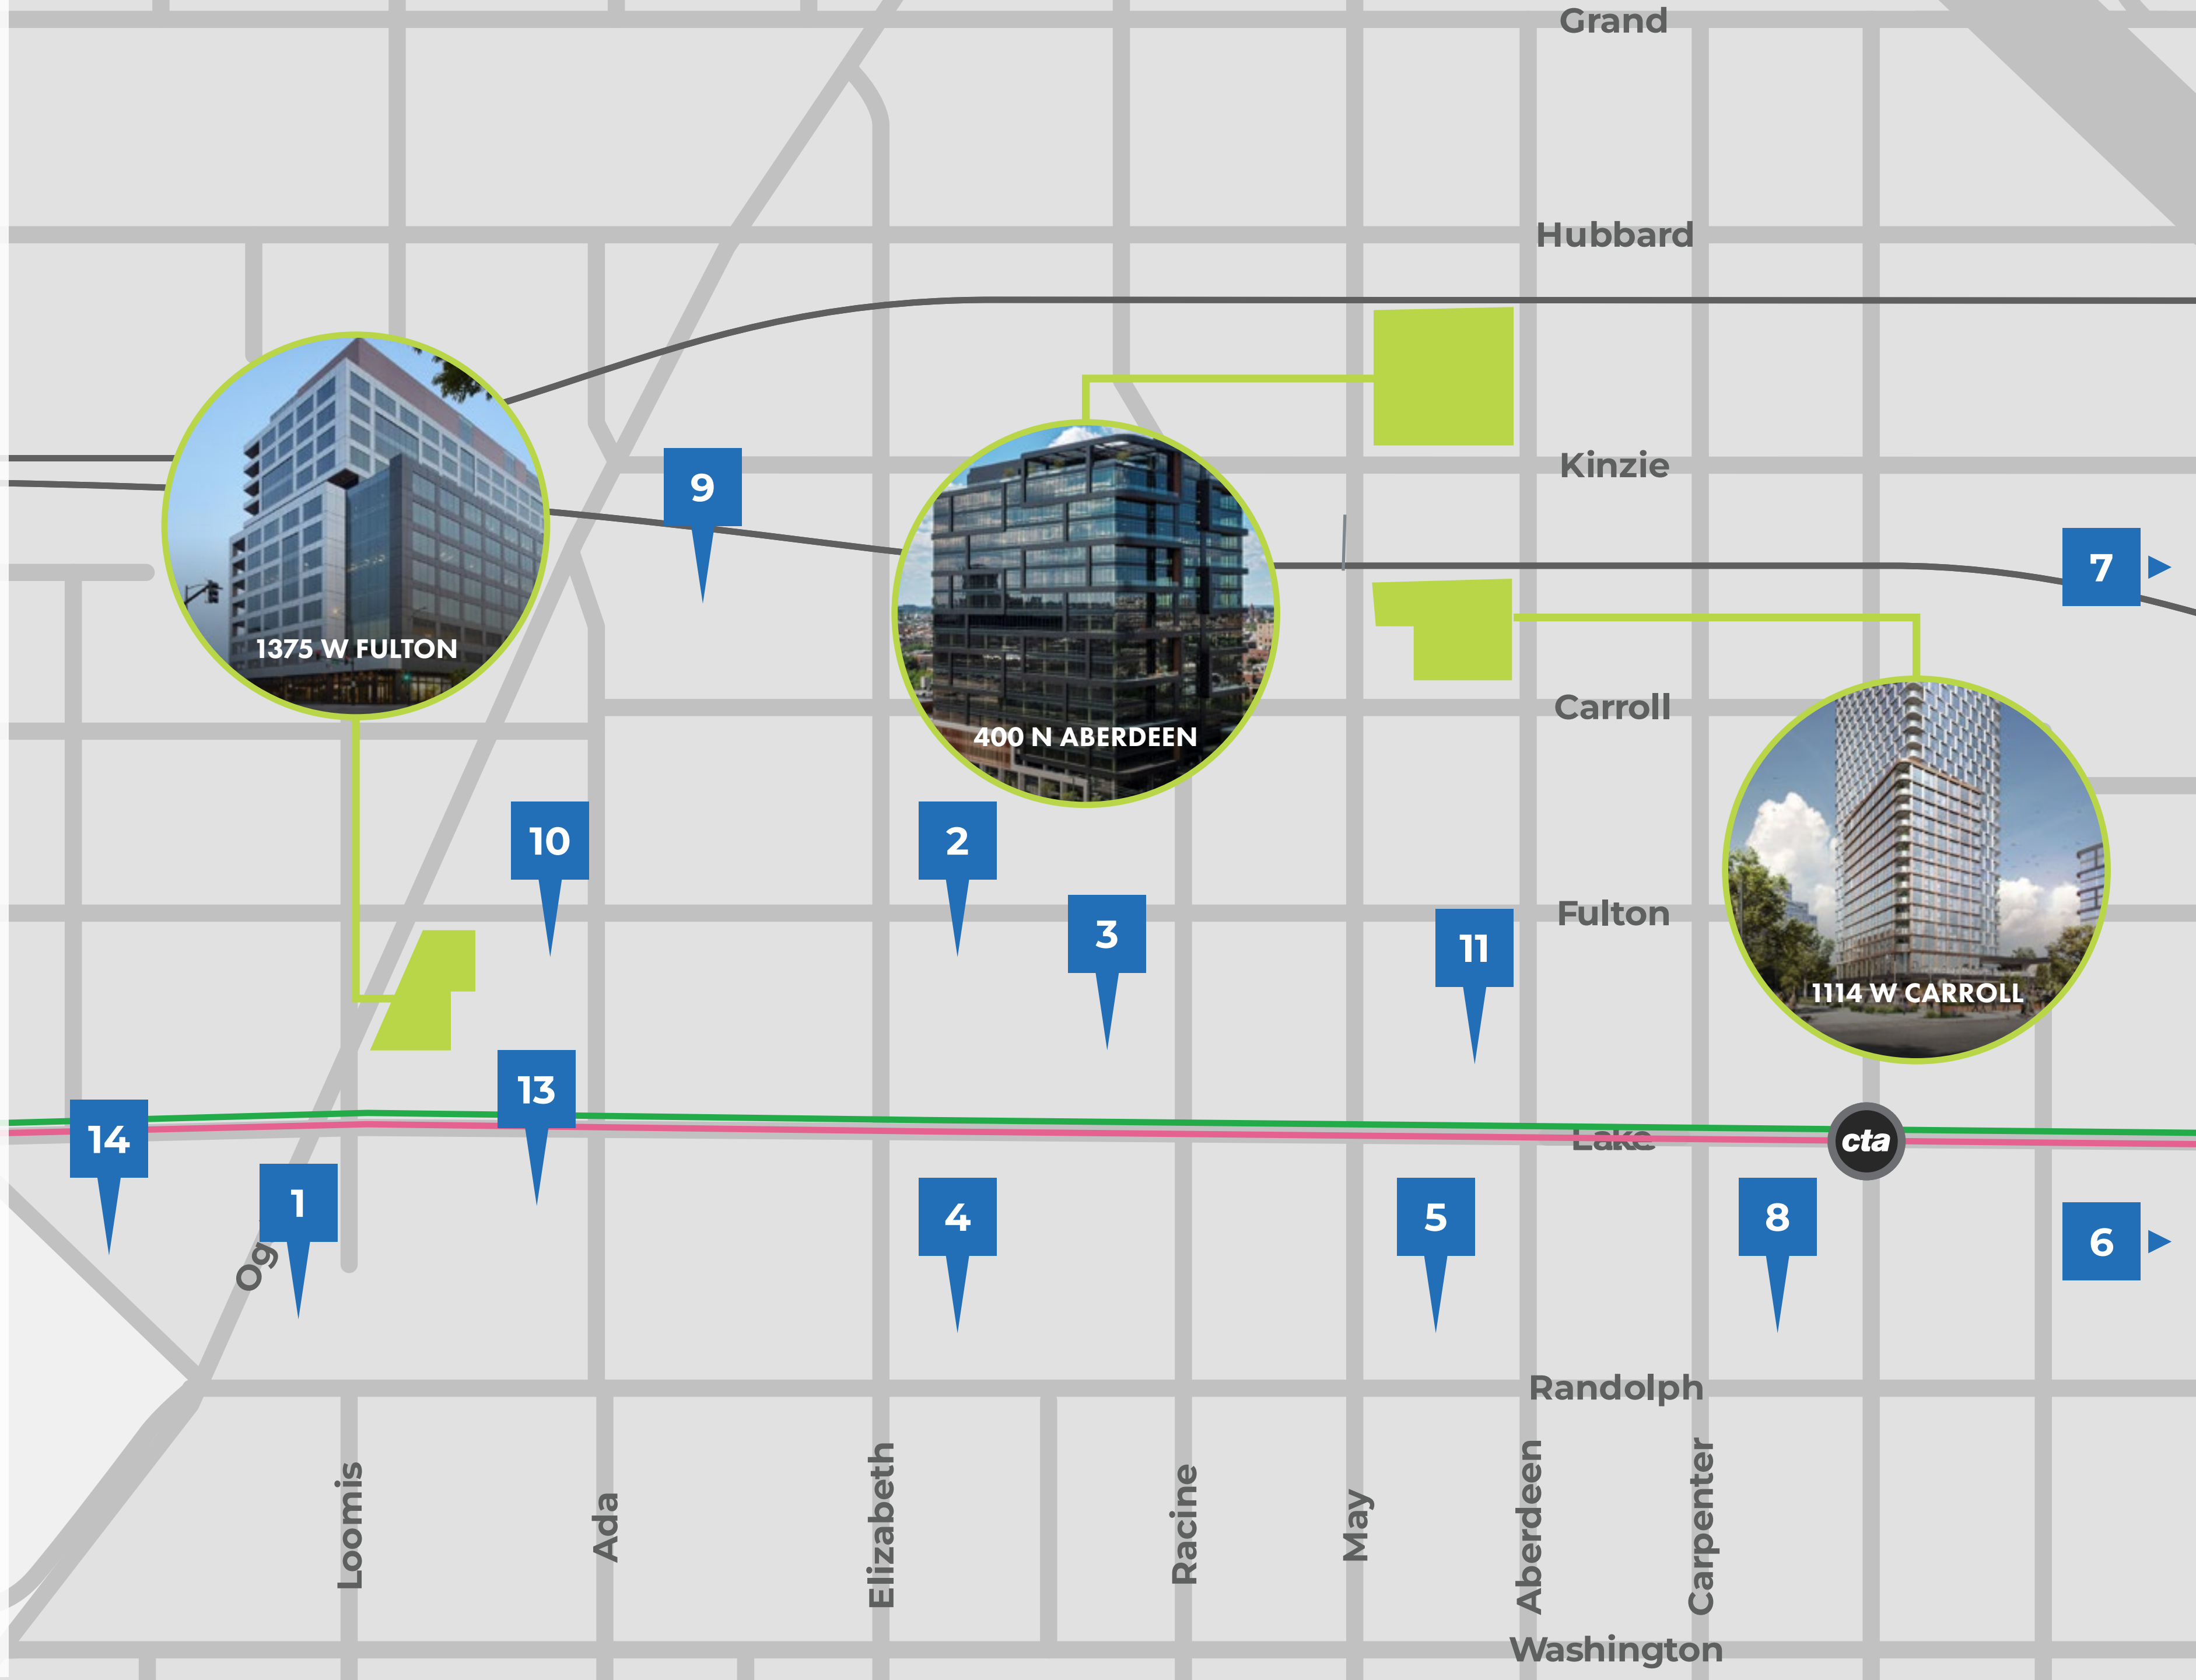 Grand
Hubbard
Kinzie
9
7
1375 W FULTON
Carroll
400 N ABERDEEN
10
2
Fulton
3
11
1114 W CARROLL
13
14
Lake
cta
1
Og
4
5
8
6
Randolph
Loomis
Ada
Elizabeth
Racine
May
Aberdeen
Carpenter
Washington